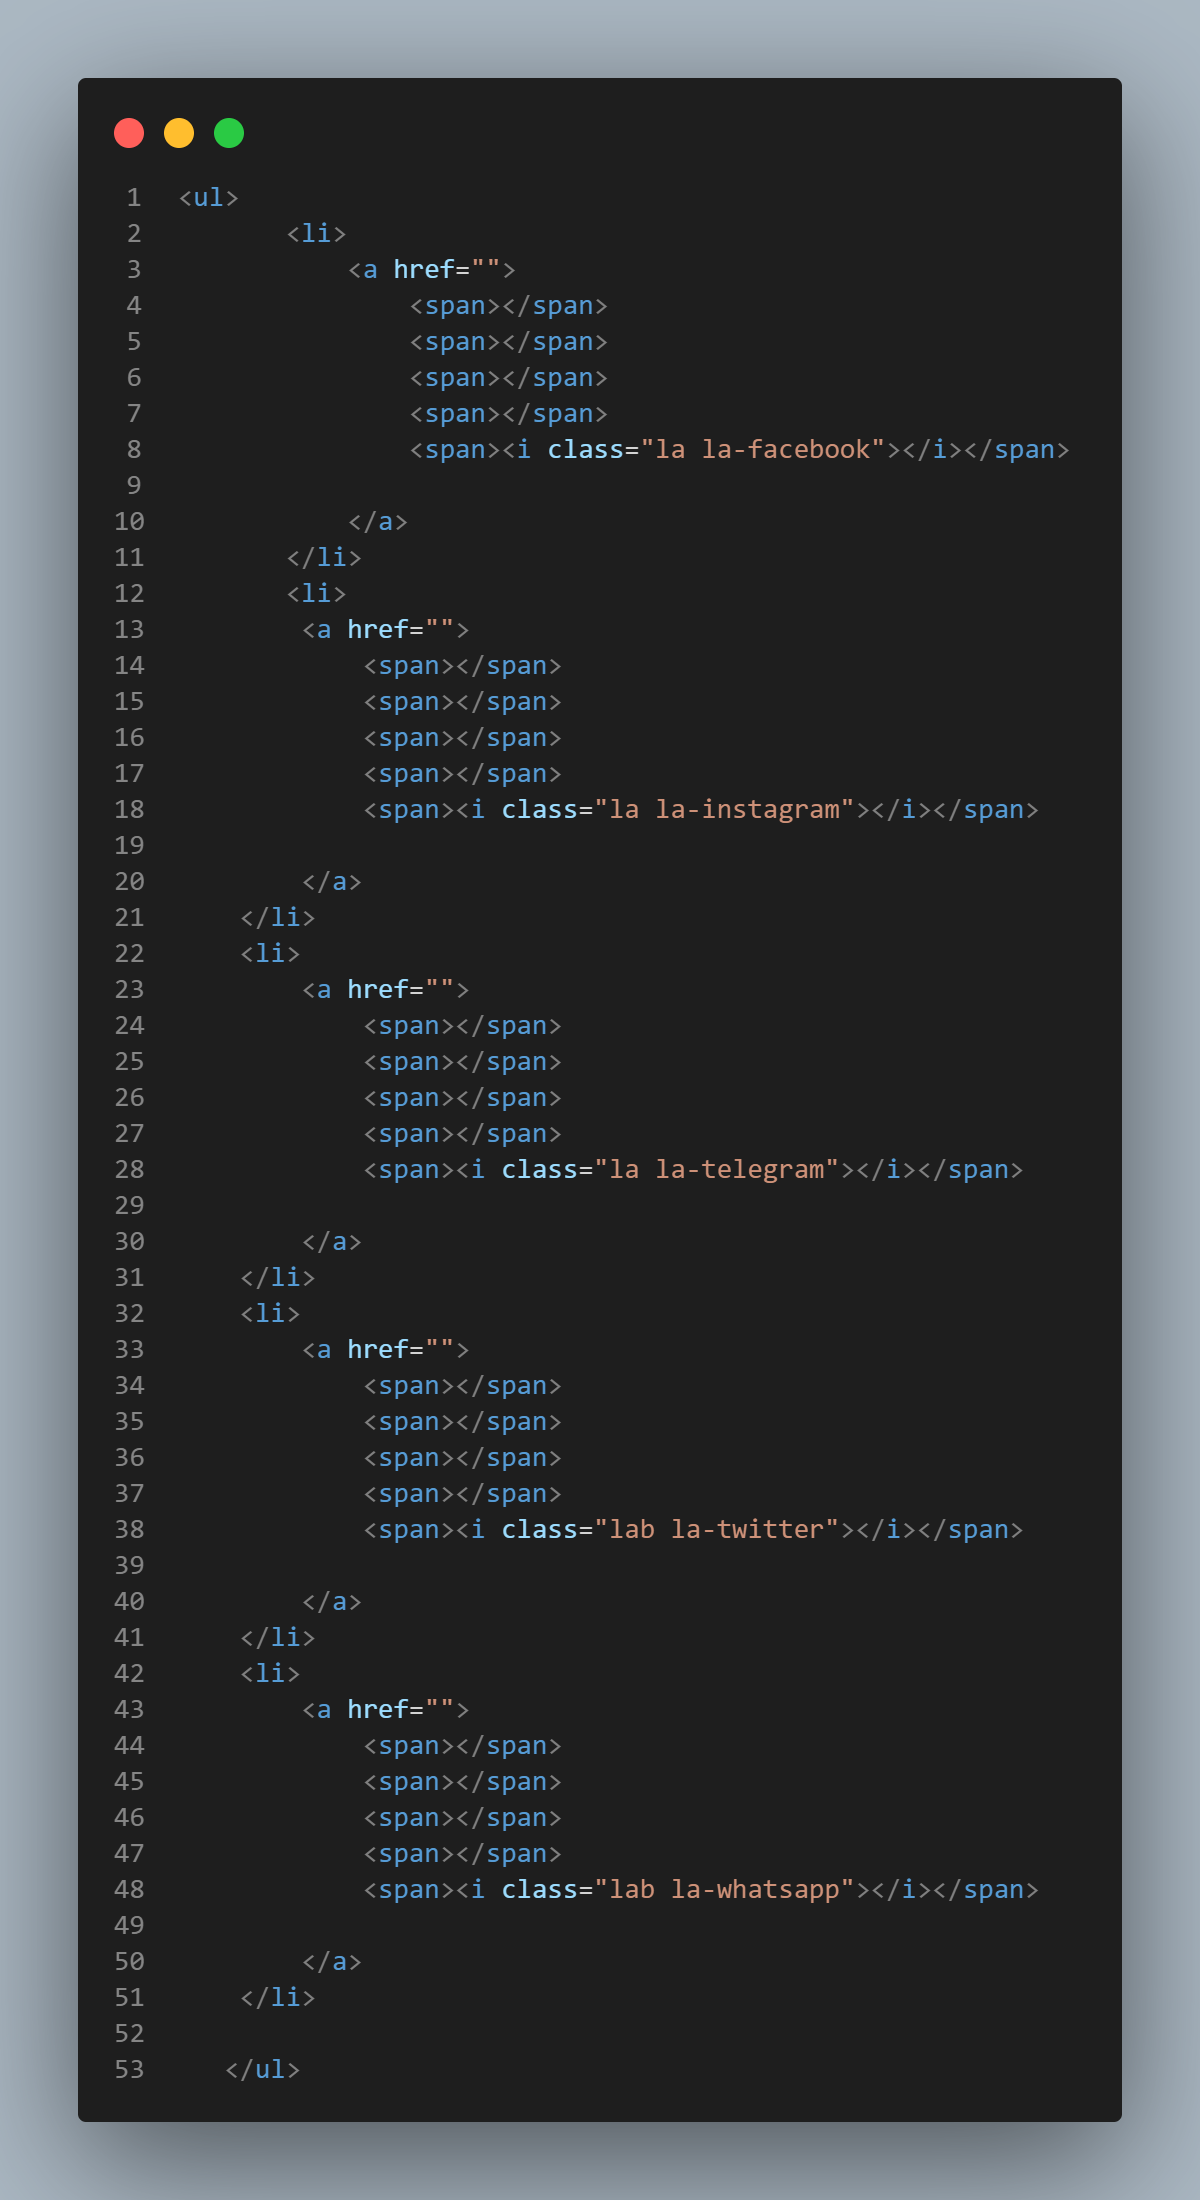 1 <ul>
2 <li>
3 <a href="">
4 <span></span>
5 <span></span>
6 <span></span>
7 <span></span>
8 <span><i class="la la-facebook"></i></span>
9
10 </a>
11 </li>
12 <li>
13 <a href="">
14 <span></span>
15 <span></span>
16 <span></span>
17 <span></span>
18 <span><i class="la la-instagram"></i></span>
19
20 </a>
21 </li>
22 <li>
23 <a href="">
24 <span></span>
25 <span></span>
26 <span></span>
27 <span></span>
28 <span><i class="la la-telegram"></i></span>
29
30 </a>
31 </li>
32 <li>
33 <a href="">
34 <span></span>
35 <span></span>
36 <span></span>
37 <span></span>
38 <span><i class="lab la-twitter"></i></span>
39
40 </a>
41 </li>
42 <li>
43 <a href="">
44 <span></span>
45 <span></span>
46 <span></span>
47 <span></span>
48 <span><i class="lab la-whatsapp"></i></span>
49
50 </a>
51 </li>
52
53 </ul>